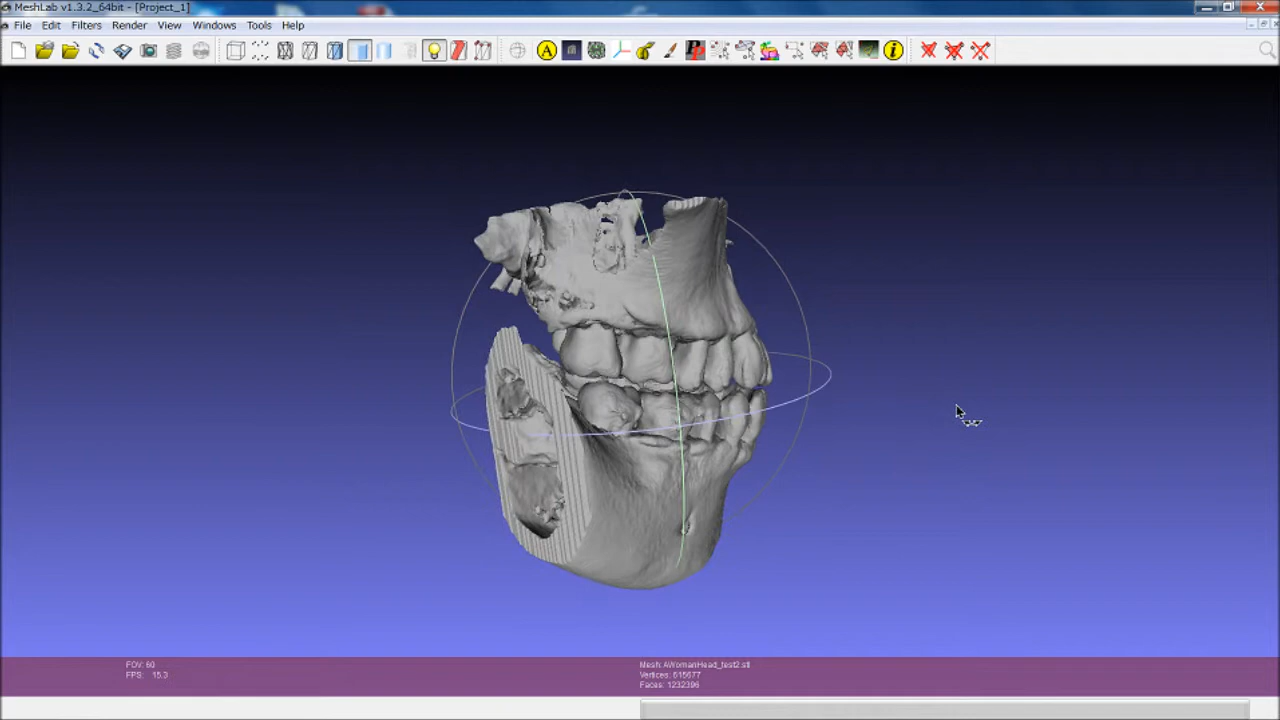 MeshLab v1.3.2_64bit - [Project_1]
File Edit Filters Render View Windows Tools Help
A PP i
FOV: 60
FPS: 15.3
Mesh: AWomanHead_test2.stl
Vertices: 615677
Faces: 1232396